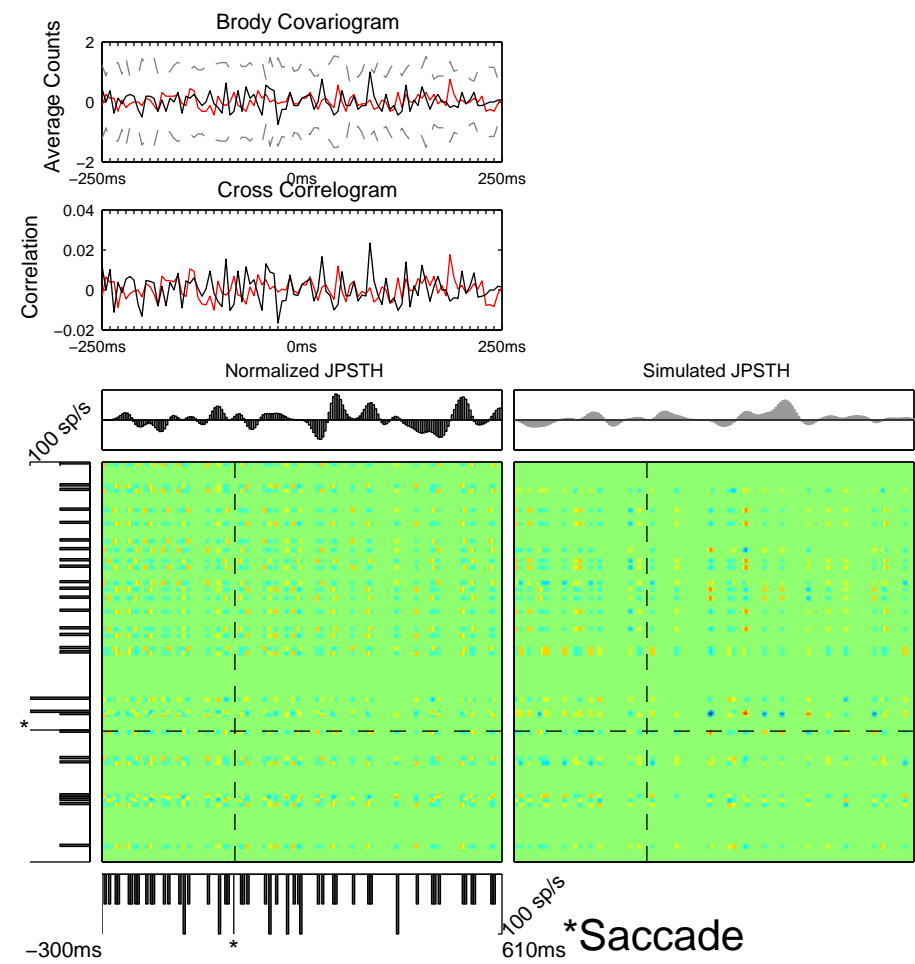 Brody Covariogram
Average Counts
2
0
−2
−250ms
0ms
250ms
Cross Correlogram
Correlation
0.04
0.02
0
−0.02
−250ms
0ms
250ms
Normalized JPSTH
Simulated JPSTH
100 sp/s
*
100 sp/s
−300ms
*
610ms
*Saccade